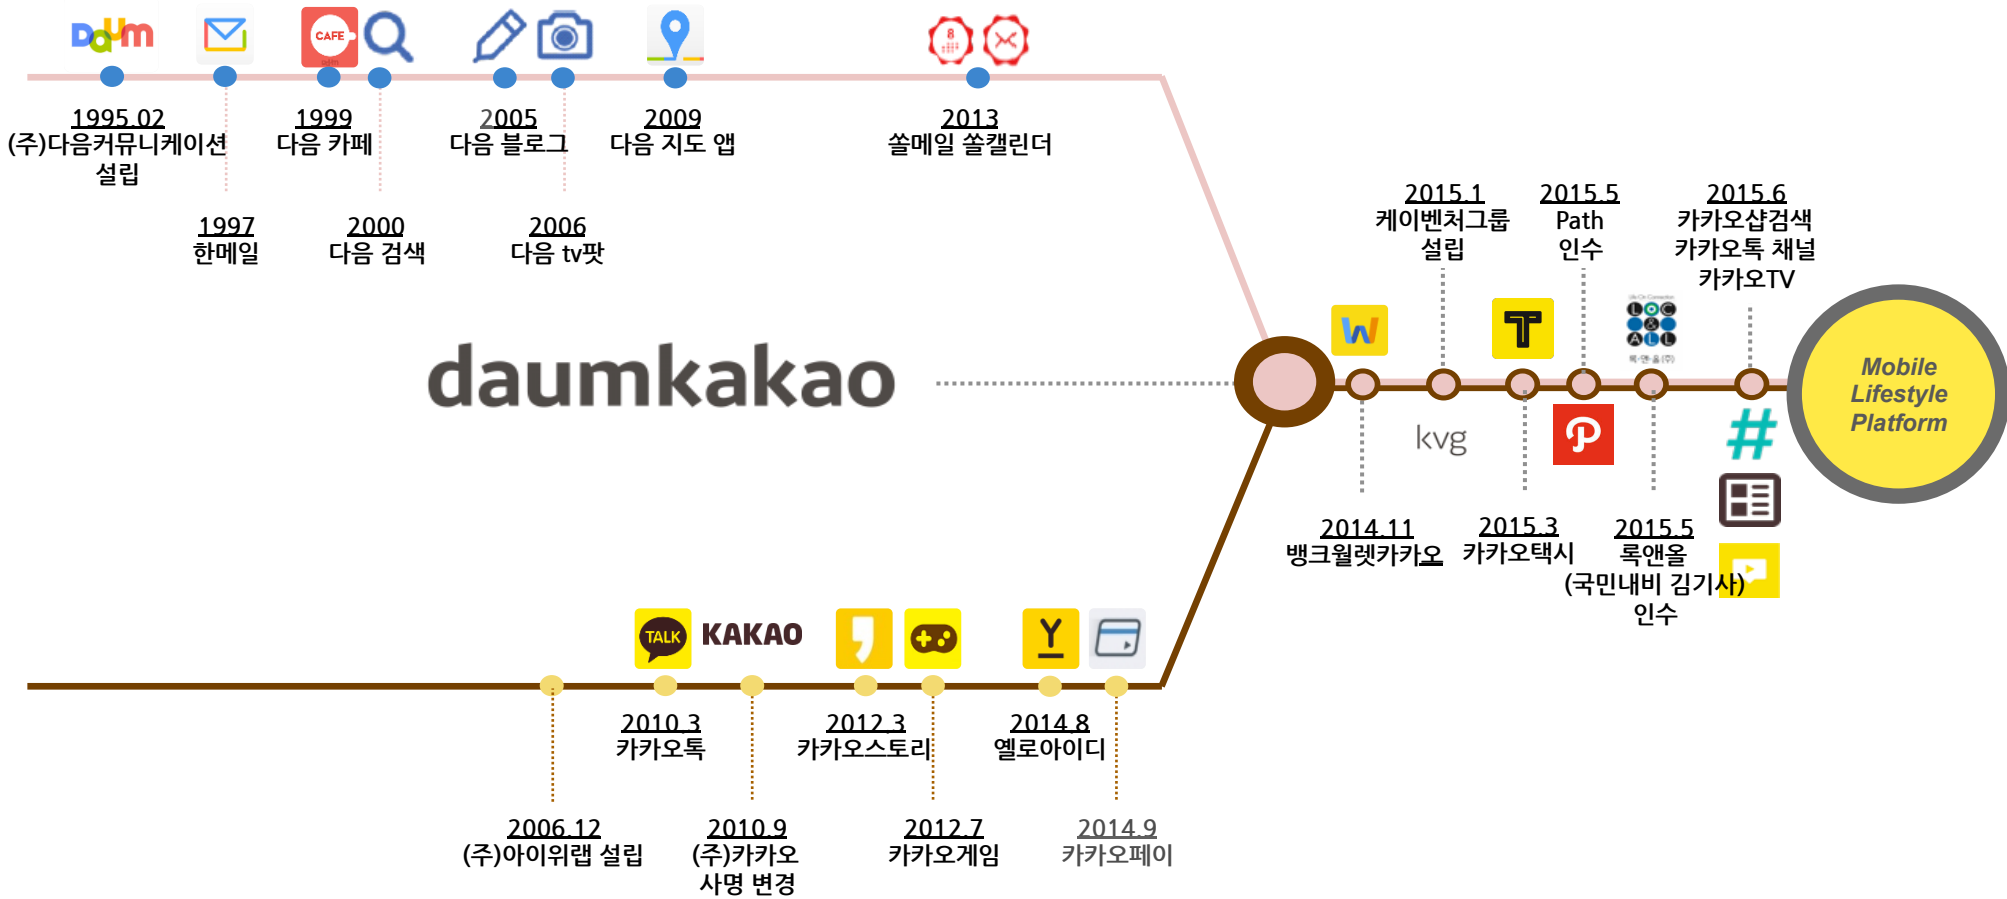 Daum
CAFE
8
1995.02
(주)다음커뮤니케이션
설립
1997
한메일
1999
다음 카페
2000
다음 검색
2005
다음 블로그
2006
다음 tv팟
2009
다음 지도 앱
2013
쏠메일 쏠캘린더
daumkakao
TALK
KAKAO
Y
2006.12
(주)아이위랩 설립
2010.3
카카오톡
2010.9
(주)카카오
사명 변경
2012.3
카카오스토리
2012.7
카카오게임
2014.8
옐로아이디
2014.9
카카오페이
W
2014.11
뱅크월렛카카오
2015.1
케이벤처그룹
설립
kvg
T
2015.3
카카오택시
2015.5
Path
인수
P
LOC
&
ALL
록·앤·올(주)
2015.5
록앤올
(국민내비 김기사)
인수
2015.6
카카오샵검색
카카오톡 채널
카카오TV
#
Mobile
Lifestyle
Platform